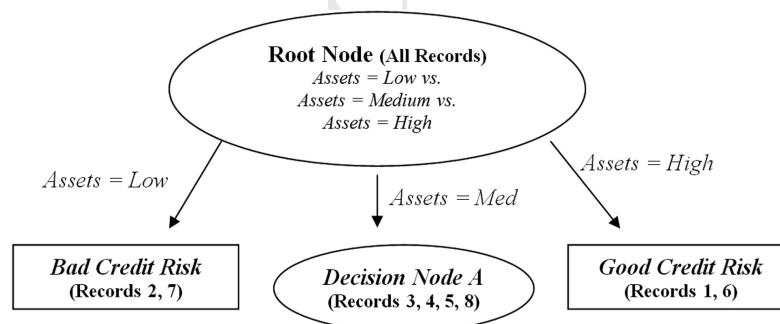 Root Node (All Records)
Assets = Low vs.
Assets = Medium vs.
Assets = High
Assets = Low
Assets = Med
Assets = High
Bad Credit Risk
(Records 2, 7)
Decision Node A
(Records 3, 4, 5, 8)
Good Credit Risk
(Records 1, 6)